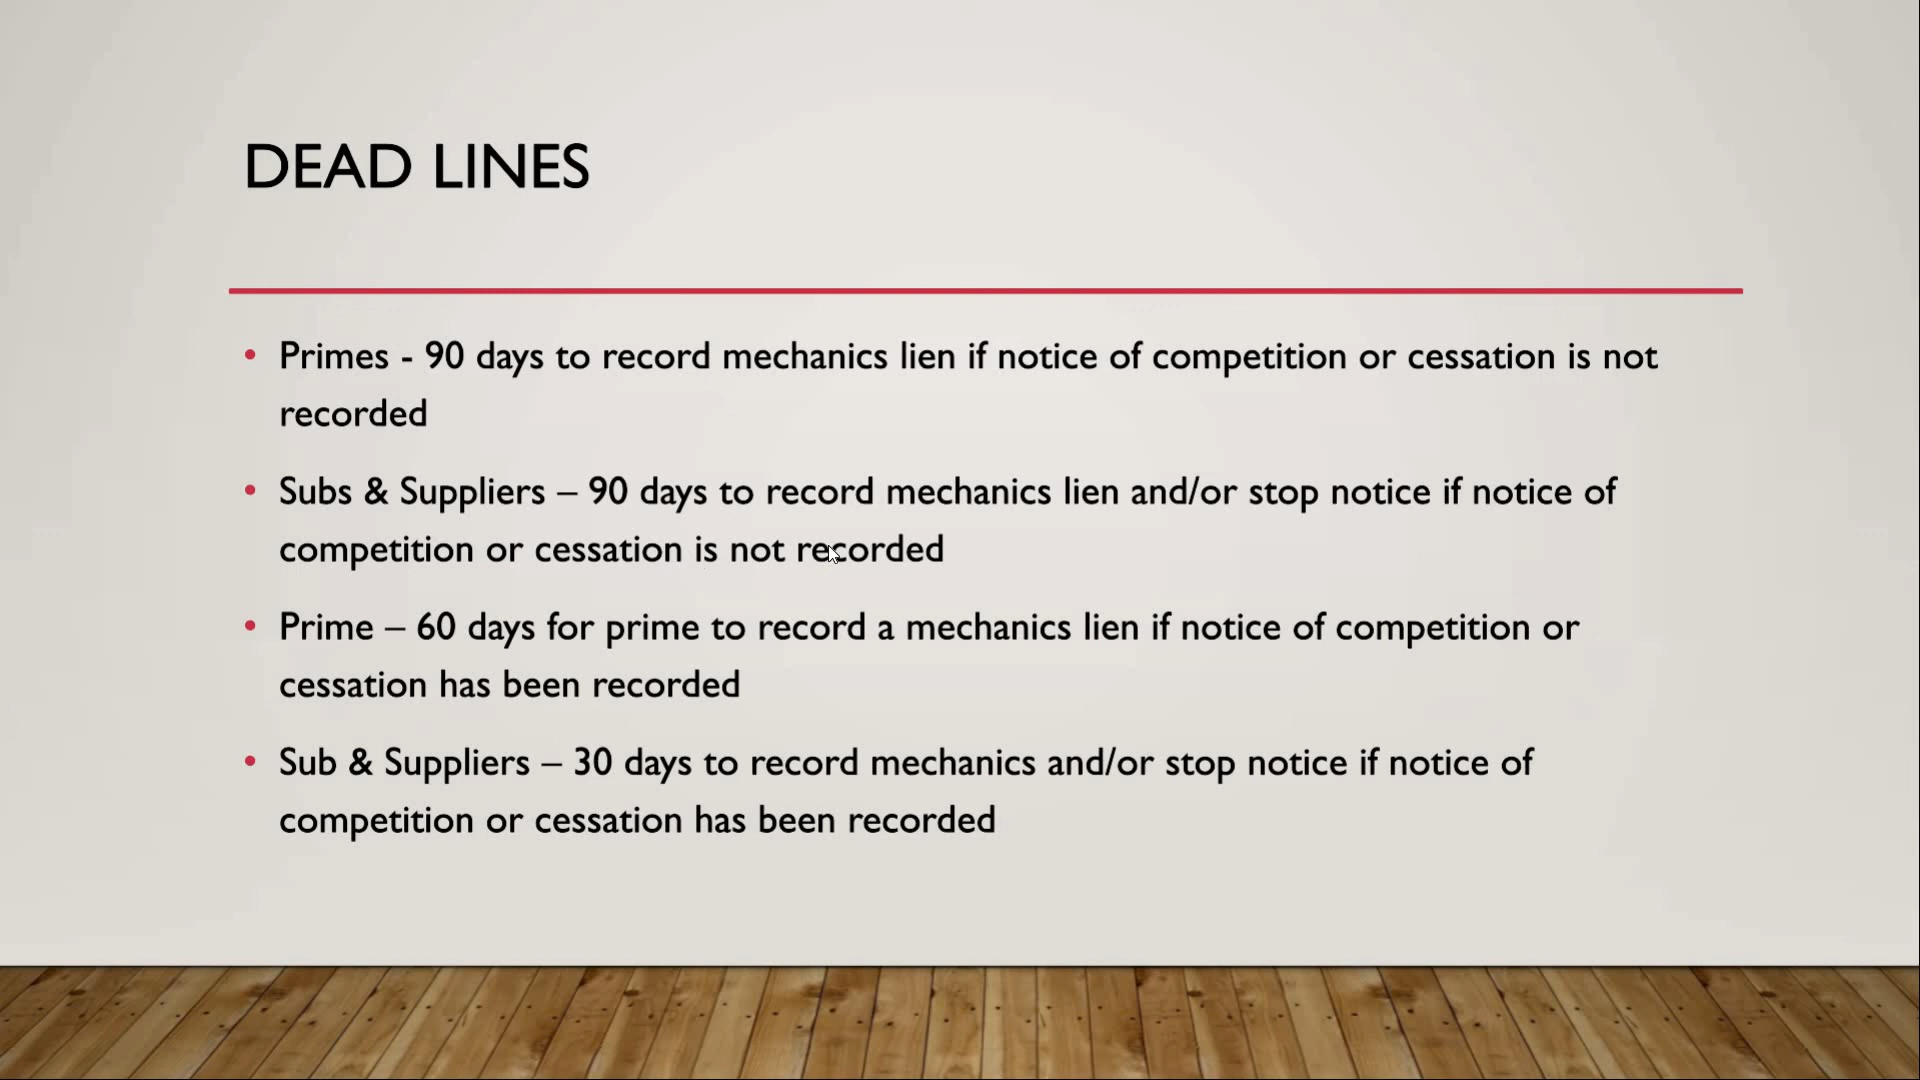 DEAD LINES
• Primes - 90 days to record mechanics lien if notice of competition or cessation is not
recorded
• Subs & Suppliers – 90 days to record mechanics lien and/or stop notice if notice of
competition or cessation is not recorded
• Prime – 60 days for prime to record a mechanics lien if notice of competition or
cessation has been recorded
• Sub & Suppliers – 30 days to record mechanics and/or stop notice if notice of
competition or cessation has been recorded